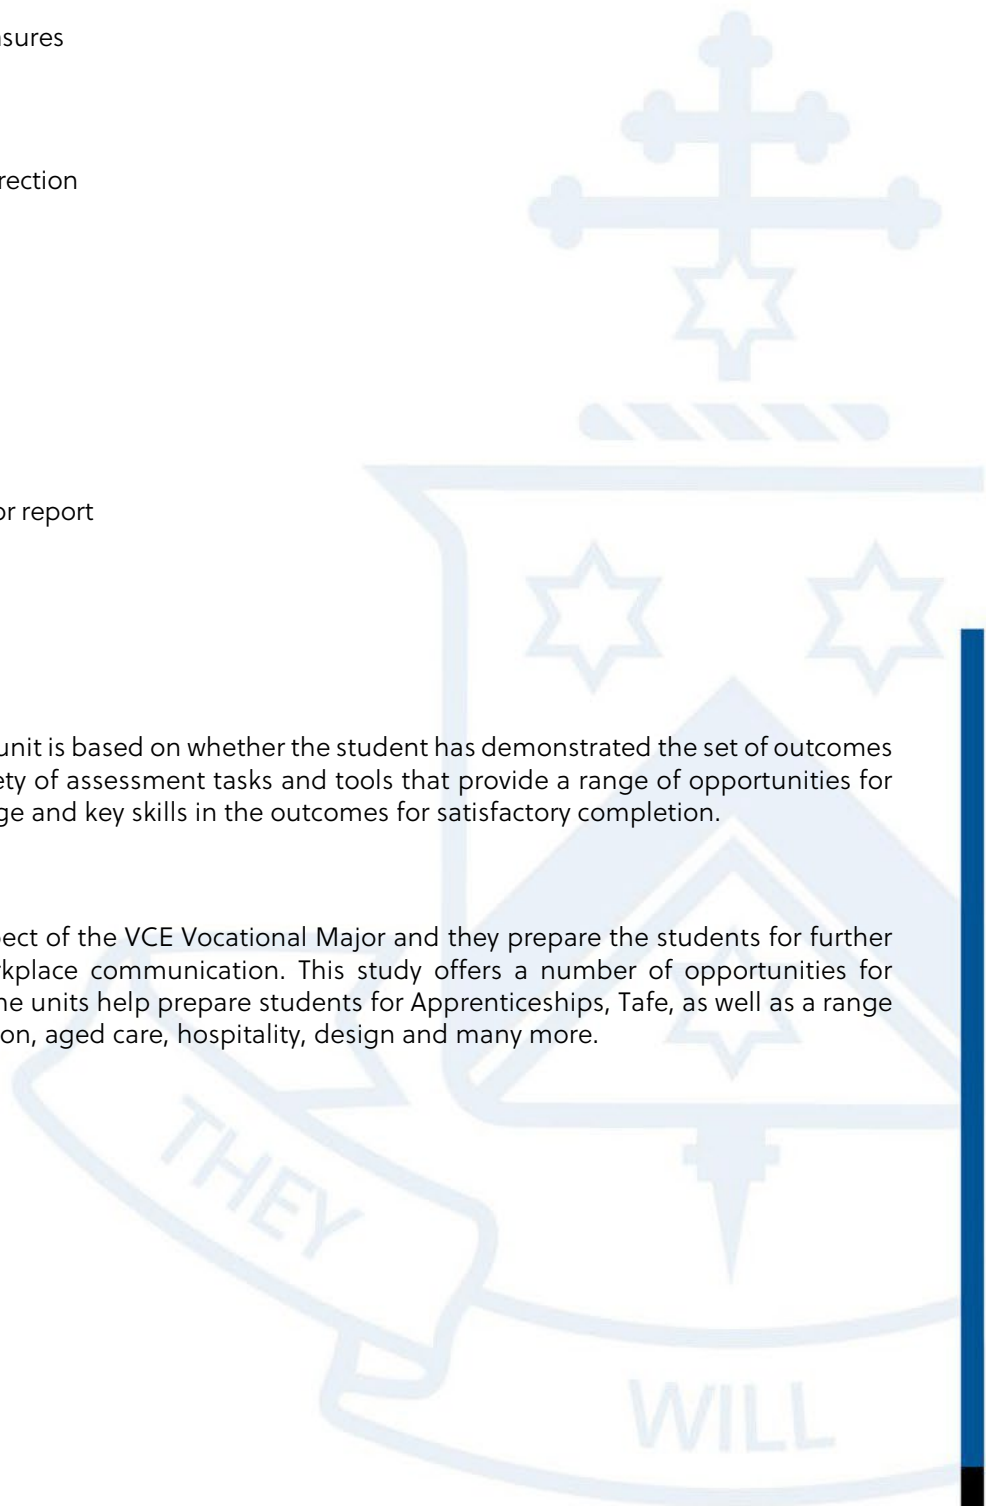 sures
rection
or report
unit is based on whether the student has demonstrated the set of outcomes
ety of assessment tasks and tools that provide a range of opportunities for
ge and key skills in the outcomes for satisfactory completion.
ect of the VCE Vocational Major and they prepare the students for further
rkplace communication. This study offers a number of opportunities for
ne units help prepare students for Apprenticeships, Tafe, as well as a range
on, aged care, hospitality, design and many more.
THEY
WILL